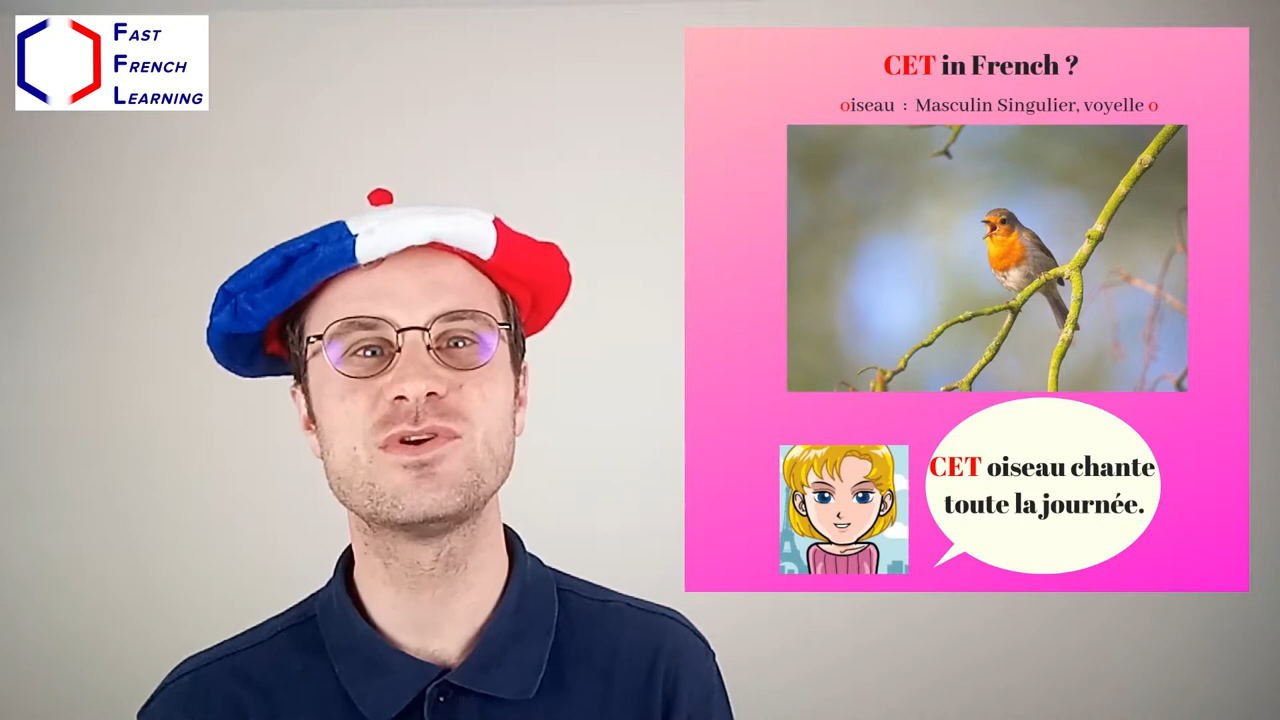 FAST
FRENCH
LEARNING
CET in French ?
oiseau : Masculin Singulier, voyelle o
CET oiseau chante
toute la journée.